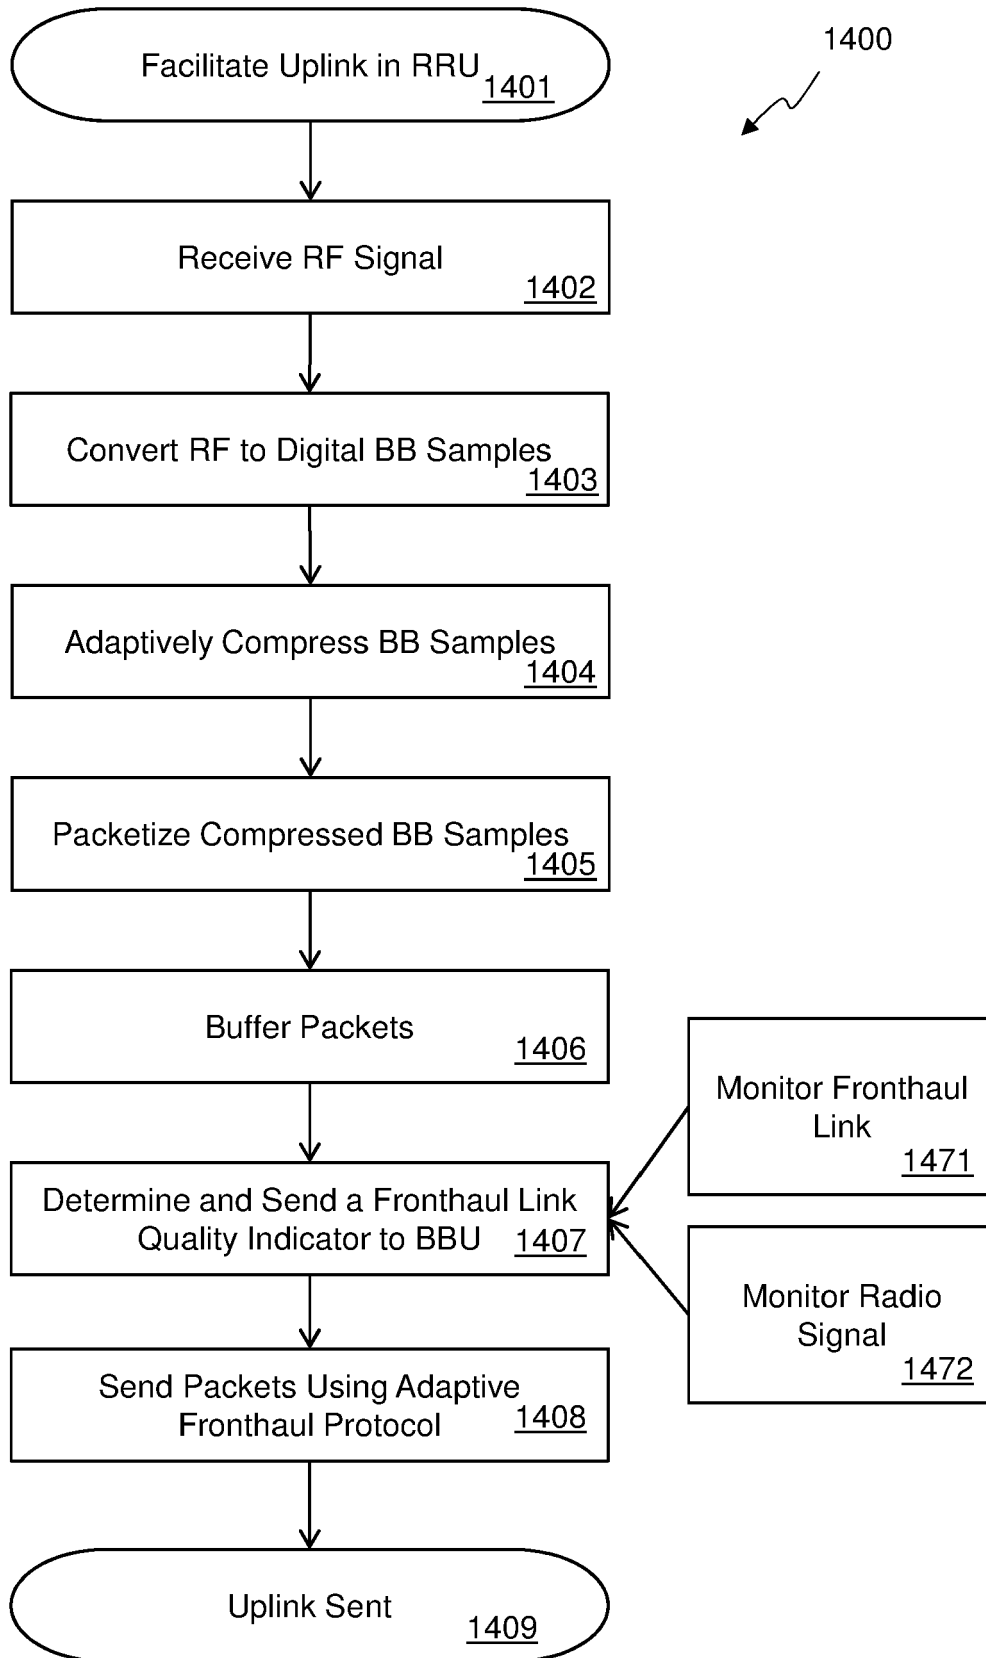 Facilitate Uplink in RRU
1401
1400
Receive RF Signal
1402
Convert RF to Digital BB Samples
1403
Adaptively Compress BB Samples
1404
Packetize Compressed BB Samples
1405
Buffer Packets
1406
Monitor Fronthaul
Link
1471
Determine and Send a Fronthaul Link
Quality Indicator to BBU
1407
Monitor Radio
Signal
1472
Send Packets Using Adaptive
Fronthaul Protocol
1408
Uplink Sent
1409